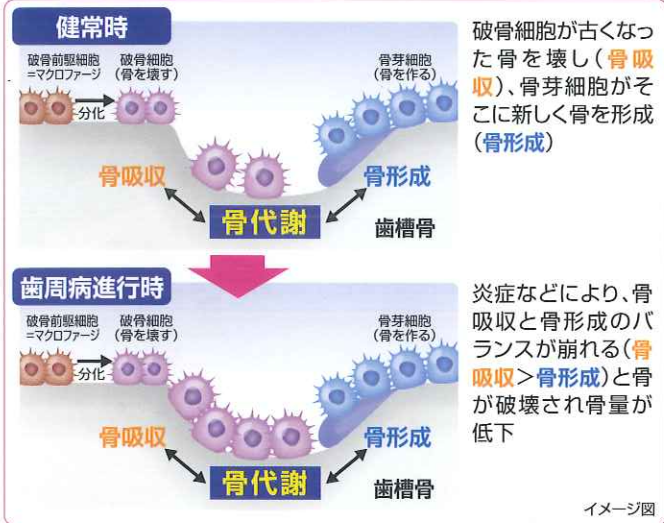 健常時
破骨前駆細胞
=マクロファージ
分化
破骨細胞
(骨を壊す)
骨芽細胞
(骨を作る)
骨吸収
骨形成
骨代謝
歯槽骨
破骨細胞が古くなっ
た骨を壊し(骨吸
収)、骨芽細胞がそ
こに新しく骨を形成
(骨形成)
歯周病進行時
破骨前駆細胞
=マクロファージ
分化
破骨細胞
(骨を壊す)
骨芽細胞
(骨を作る)
骨吸収
骨形成
骨代謝
歯槽骨
炎症などにより、骨
吸収と骨形成のバ
ランスが崩れる(骨
吸収>骨形成)と骨
が破壊され骨量が
低下
イメージ図